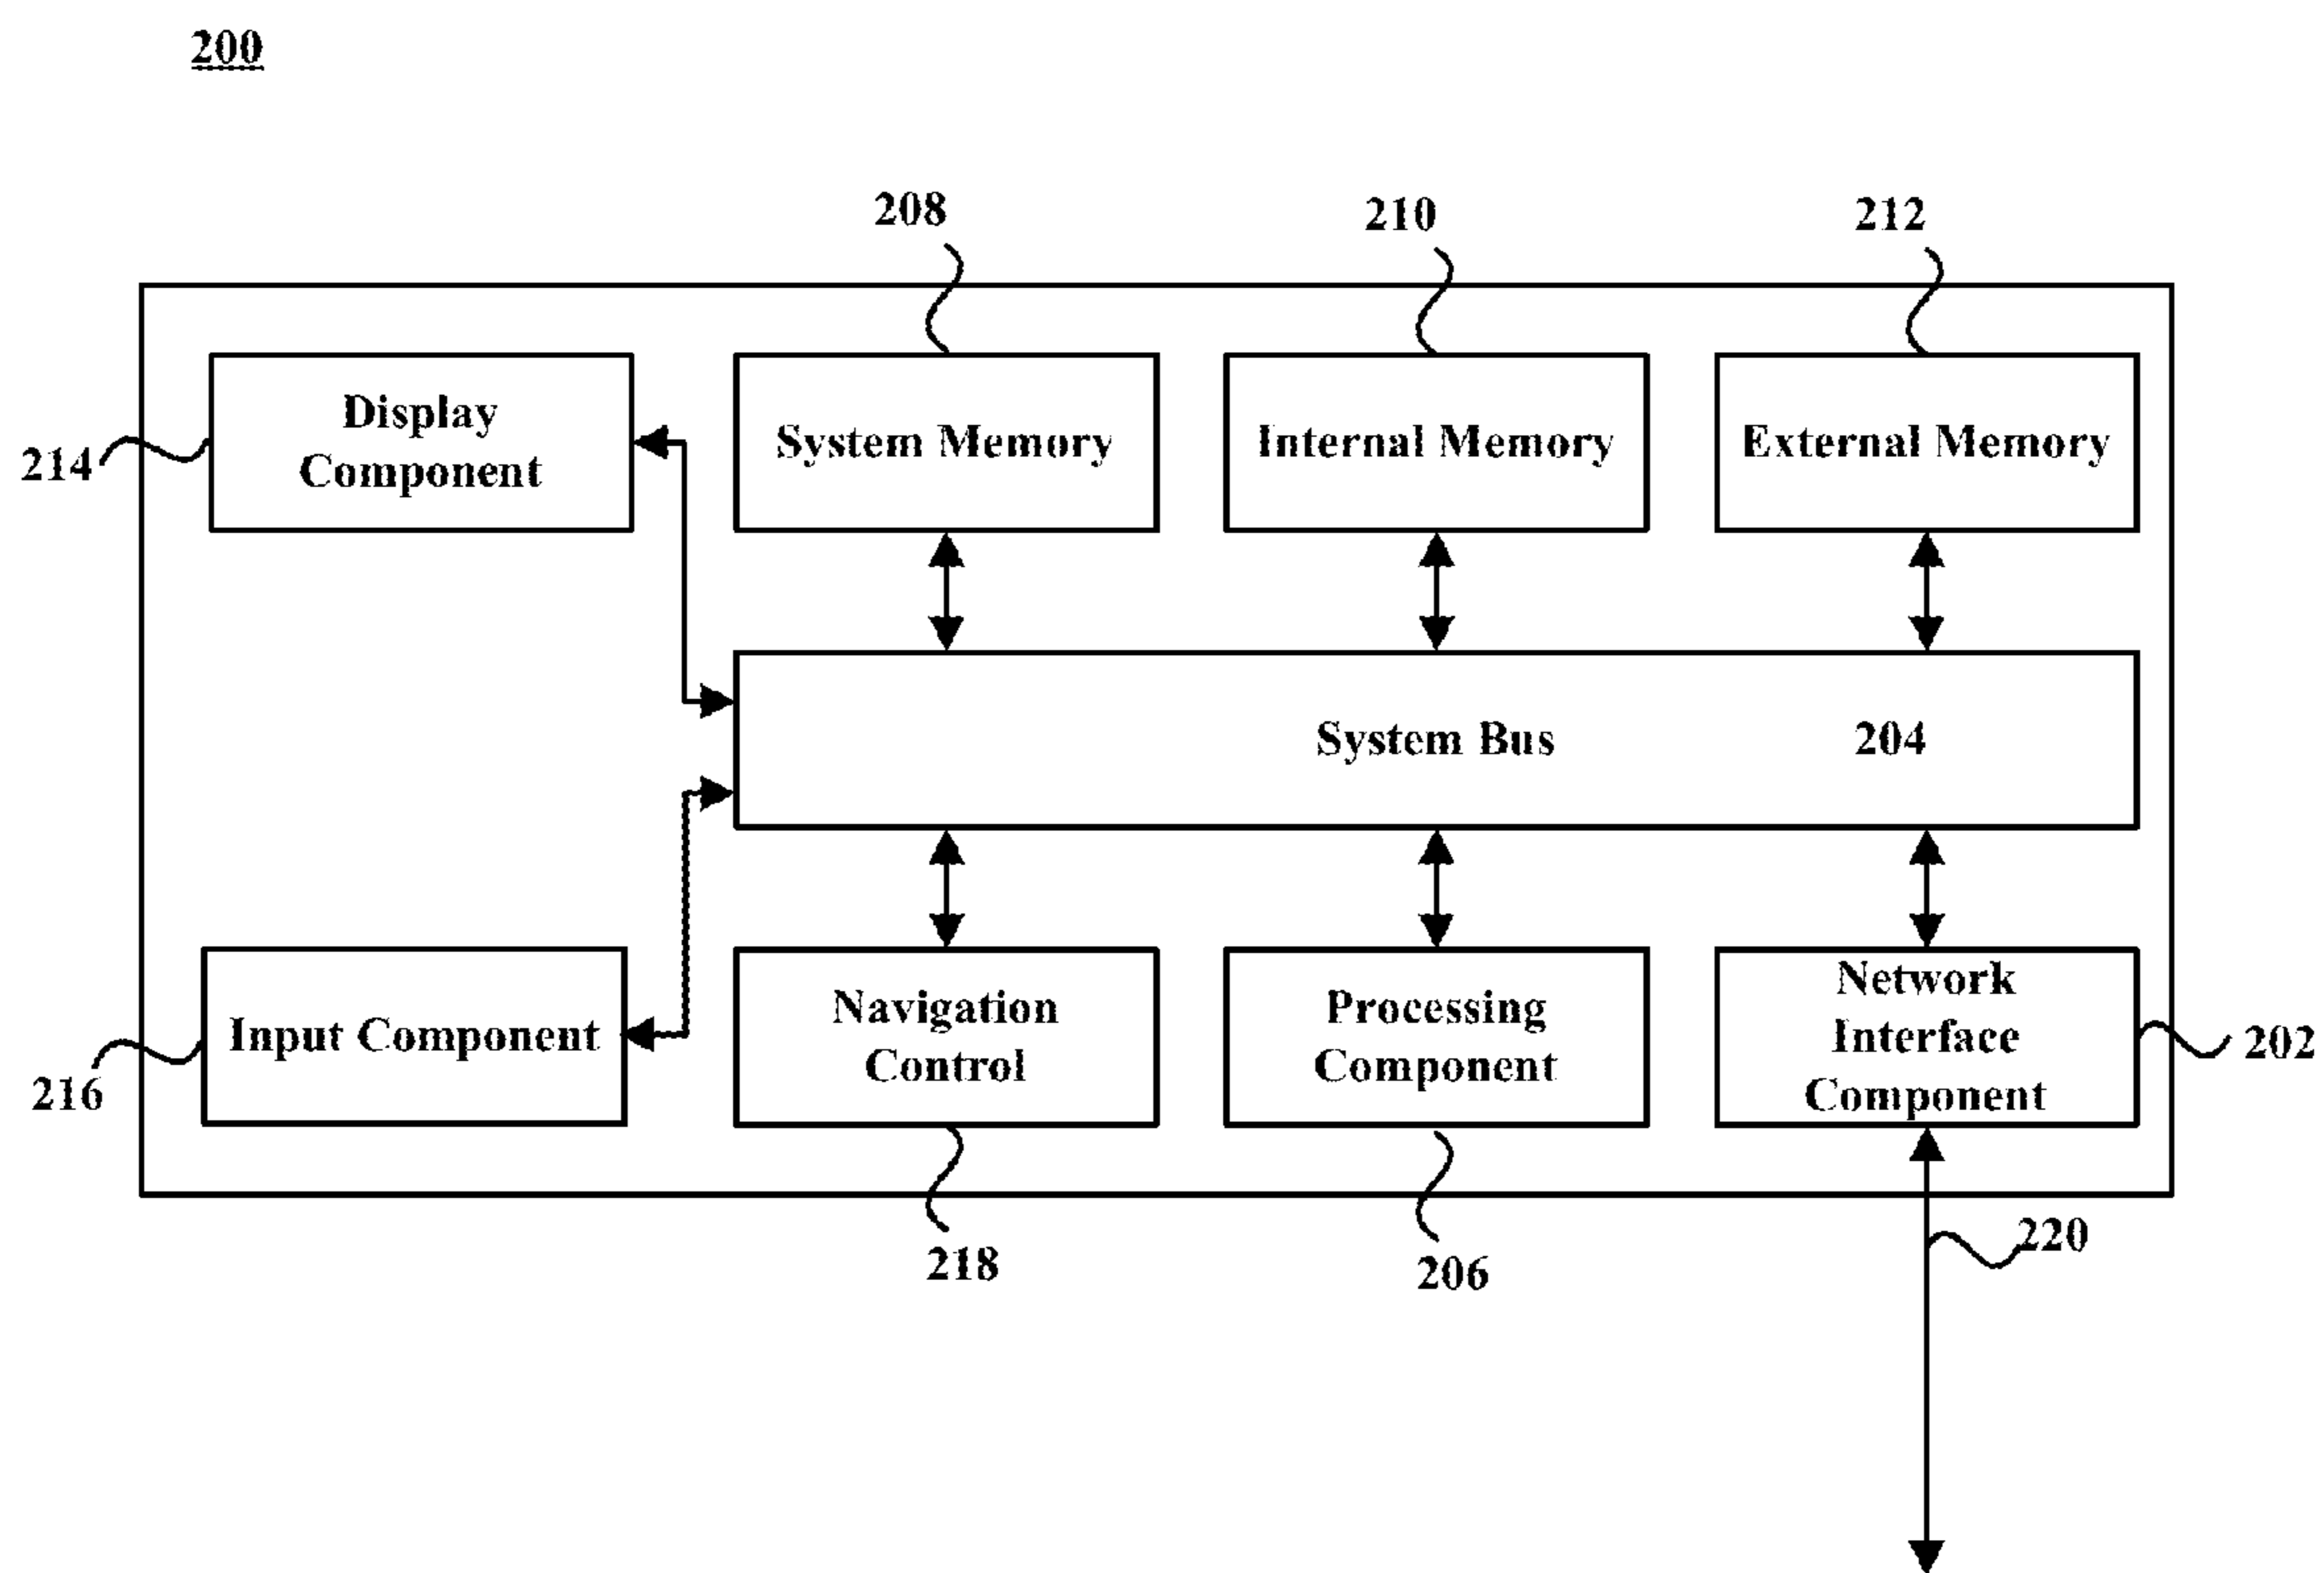 200
208
210
212
Display
Component
System Memory
Internal Memory
External Memory
214
System Bus
204
Input Component
Navigation
Control
Processing
Component
Network
Interface
Component
202
216
218
206
220